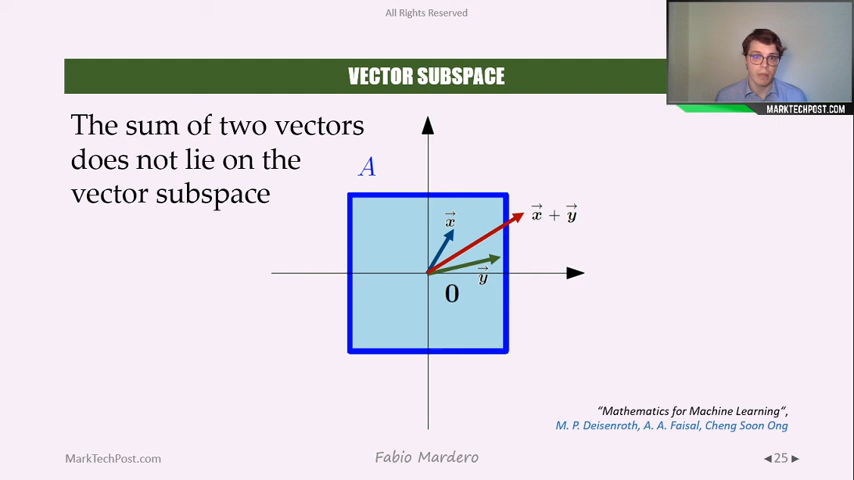 All Rights Reserved
VECTOR SUBSPACE
MARKTECHPOST.COM
The sum of two vectors
does not lie on the
vector subspace
A
x
x + y
y
0
“Mathematics for Machine Learning“,
M. P. Deisenroth, A. A. Faisal, Cheng Soon Ong
MarkTechPost.com
Fabio Mardero
25